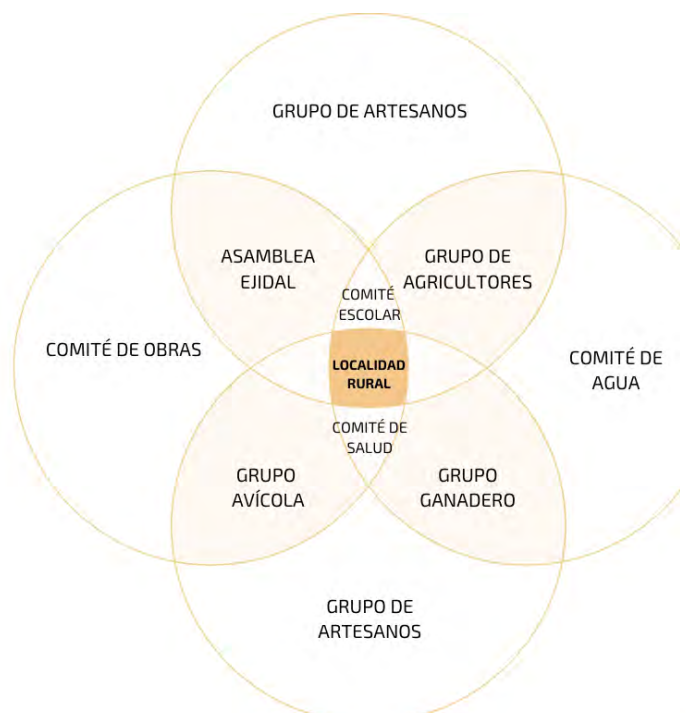 GRUPO DE ARTESANOS
ASAMBLEA
EJIDAL
GRUPO DE
AGRICULTORES
COMITÉ
ESCOLAR
COMITÉ DE OBRAS
LOCALIDAD
RURAL
COMITÉ DE
AGUA
COMITÉ DE
SALUD
GRUPO
AVÍCOLA
GRUPO
GANADERO
GRUPO DE
ARTESANOS